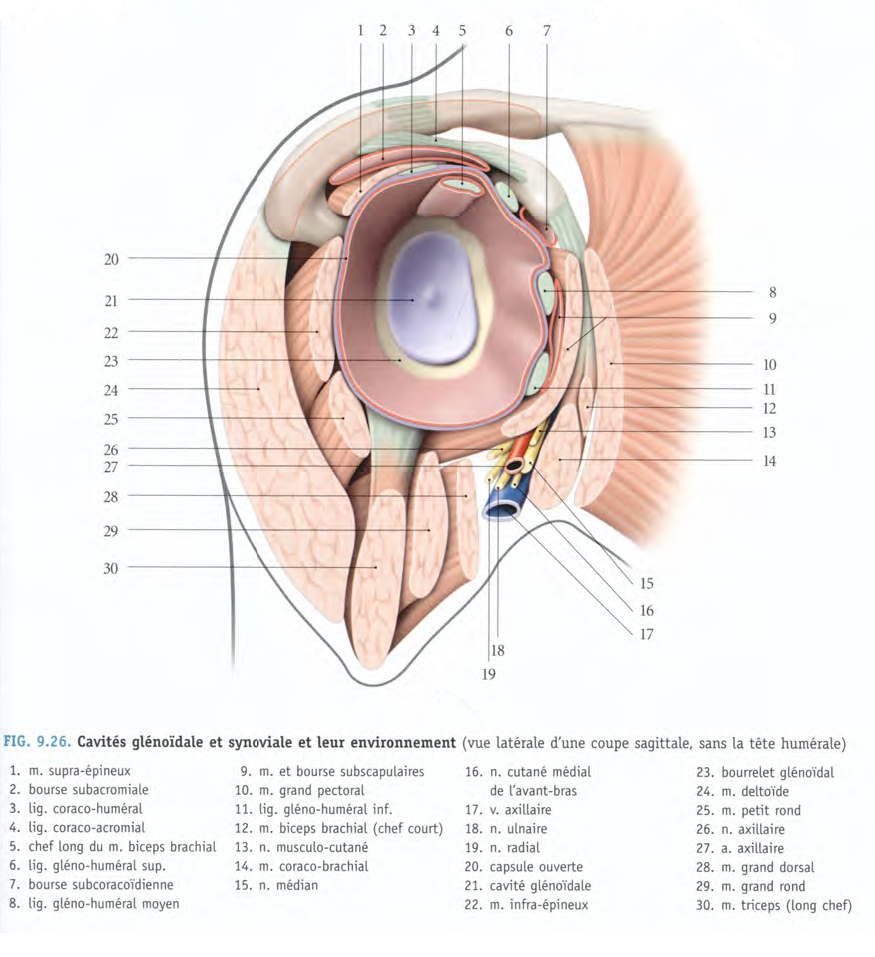 1 2 3 4 5 6 7
20
21
22
23
24
25
26
27
28
29
30
8
9
10
11
12
13
14
15
16
17
18
19
FIG. 9.26. Cavités glénoïdale et synoviale et leur environnement (vue latérale d'une coupe sagittale, sans la tête humérale)
1. m. supra-épineux
2. bourse subacromiale
3. lig. coraco-huméral
4. lig. coraco-acromial
5. chef long du m. biceps brachial
6. lig. gléno-huméral sup.
7. bourse subcoracoïdienne
8. lig. gléno-huméral moyen
9. m. et bourse subscapulaires
10. m. grand pectoral
11. lig. gléno-huméral inf.
12. m. biceps brachial (chef court)
13. n. musculo-cutané
14. m. coraco-brachial
15. n. médian
16. n. cutané médial
de l'avant-bras
17. v. axillaire
18. n. ulnaire
19. n. radial
20. capsule ouverte
21. cavité glénoïdale
22. m. infra-épineux
23. bourrelet glénoïdal
24. m. deltoïde
25. m. petit rond
26. n. axillaire
27. a. axillaire
28. m. grand dorsal
29. m. grand rond
30. m. triceps (long chef)